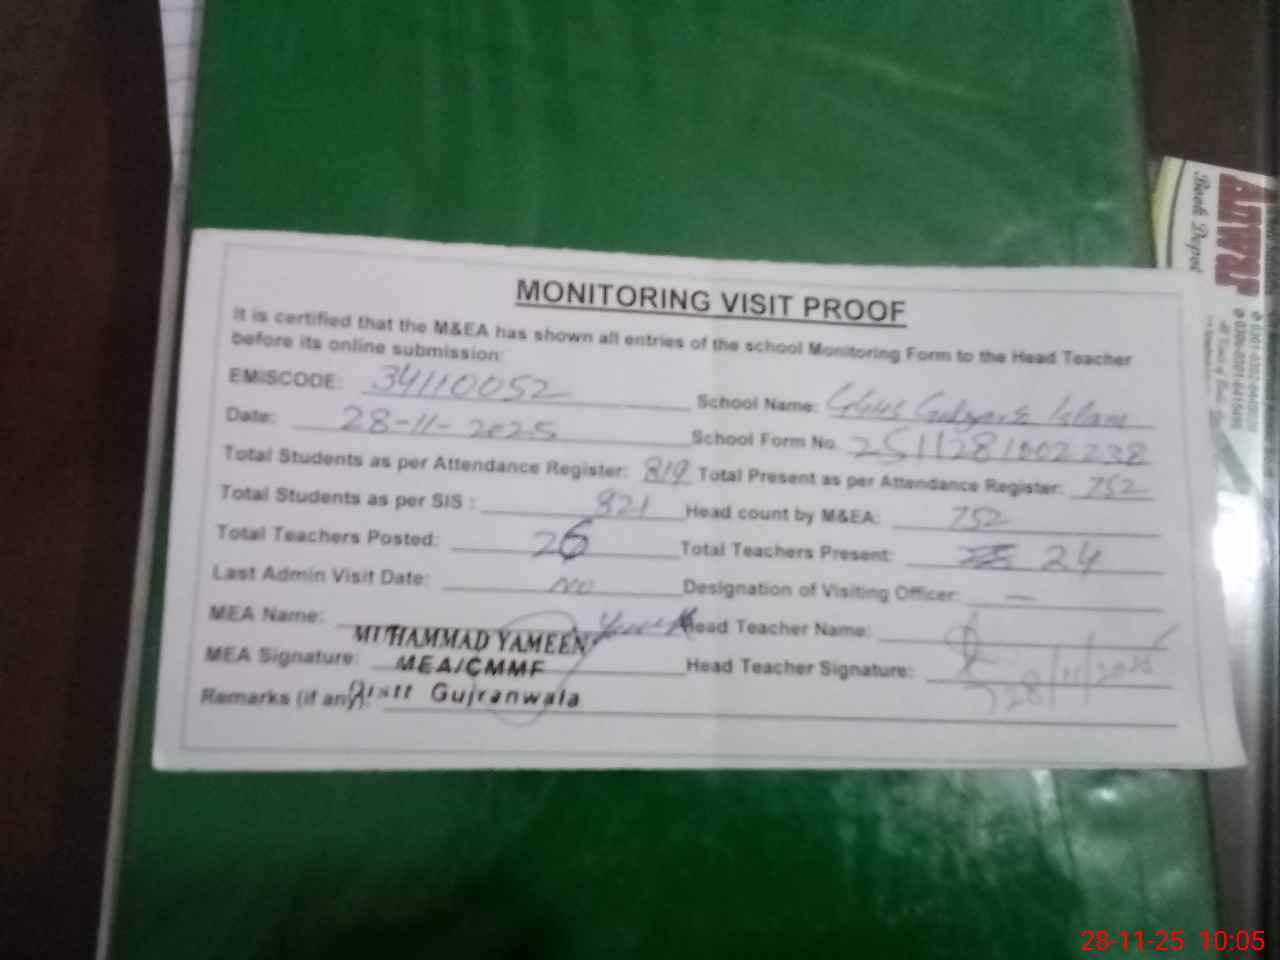 MONITORING VISIT PROOF
It is certified that the M&EA has shown all entries of the school Monitoring Form to the Head Teacher
before its online submission:
EMISCODE: 34110052 School Name: Islam
Date: 28-11-2025 School Form No. 2511281002238
Total Students as per Attendance Register: 819 Total Present as per Attendance Register: 752
Total Students as per SIS : 821 Head count by M&EA: 752
Total Teachers Posted: 26 Total Teachers Present: 24
Last Admin Visit Date: NO Designation of Visiting Officer: —
MEA Name: MUHAMMAD YAMEEN Head Teacher Name:
MEA Signature: MEA/CMMF Head Teacher Signature: 28/11/2025
Remarks (if any): Distt Gujranwala
Anwar
Book Depot
28-11-25 10:05